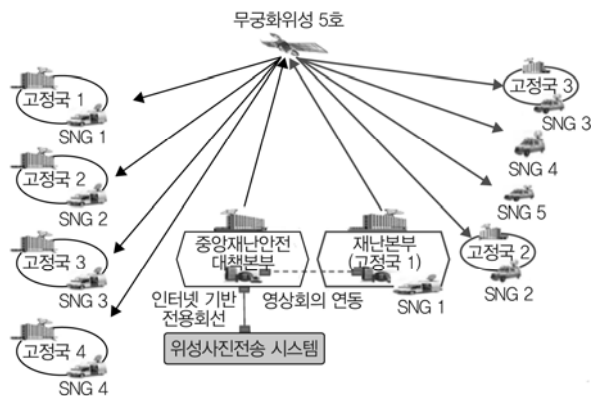 무궁화위성 5호
고정국 1
SNG 1
고정국 2
SNG 2
고정국 3
SNG 3
고정국 4
SNG 4
중앙재난안전
대책본부
재난본부
(고정국 1)
SNG 1
인터넷 기반
전용회선
영상회의 연동
위성사진전송 시스템
고정국 3
SNG 3
SNG 4
SNG 5
고정국 2
SNG 2